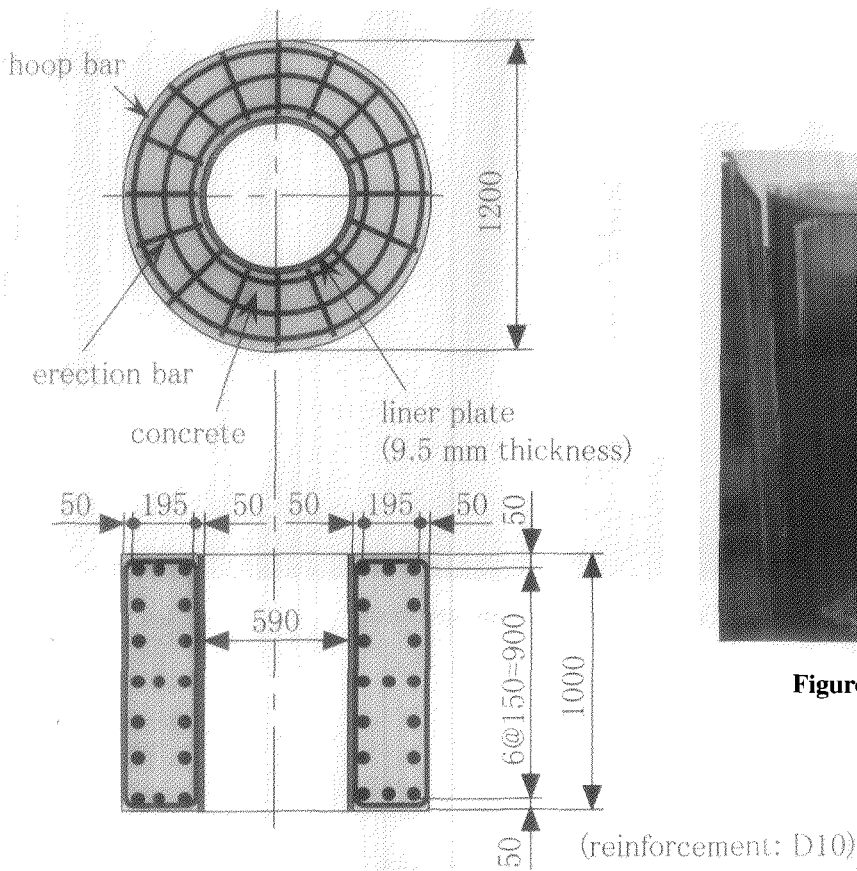 hoop bar
1200
erection bar
concrete
liner plate
(9.5 mm thickness)
50 195 50 50 195 50
50
590
6@150=900
1000
50
(reinforcement: D10)
Figure